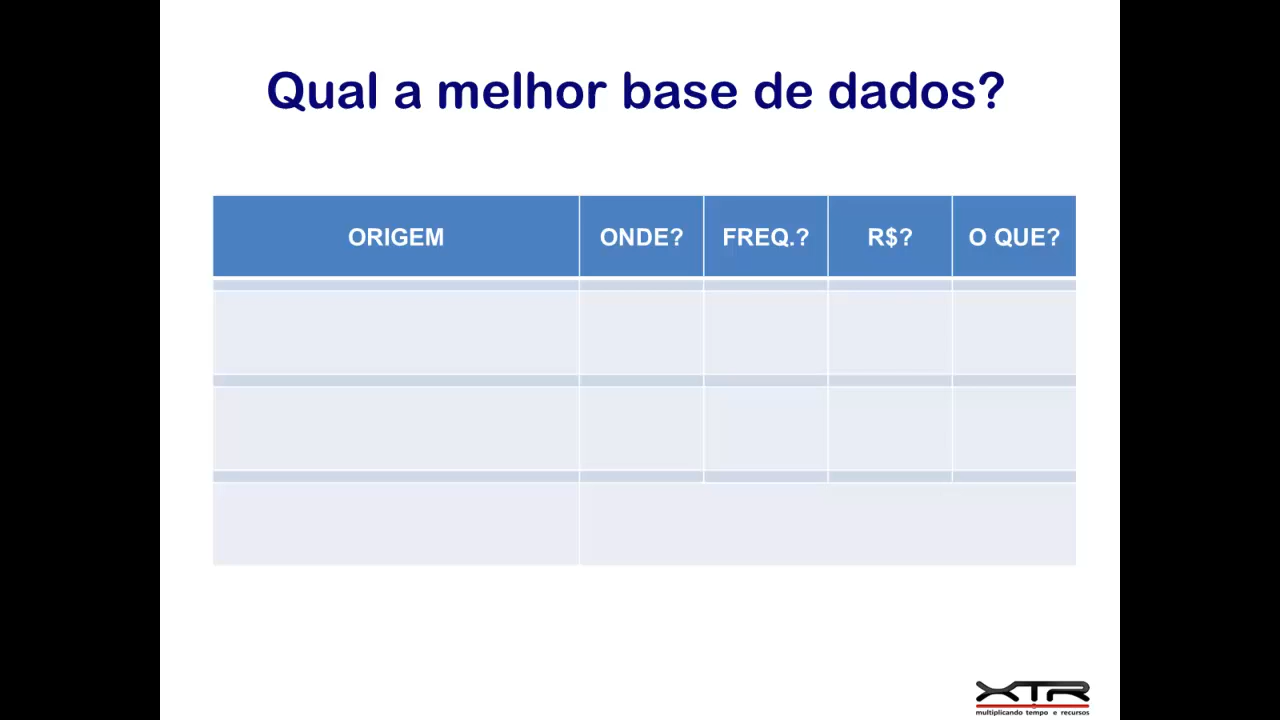 Qual a melhor base de dados?
ORIGEM ONDE? FREQ.? R$? O QUE?
XTR
multiplicando tempo e recursos